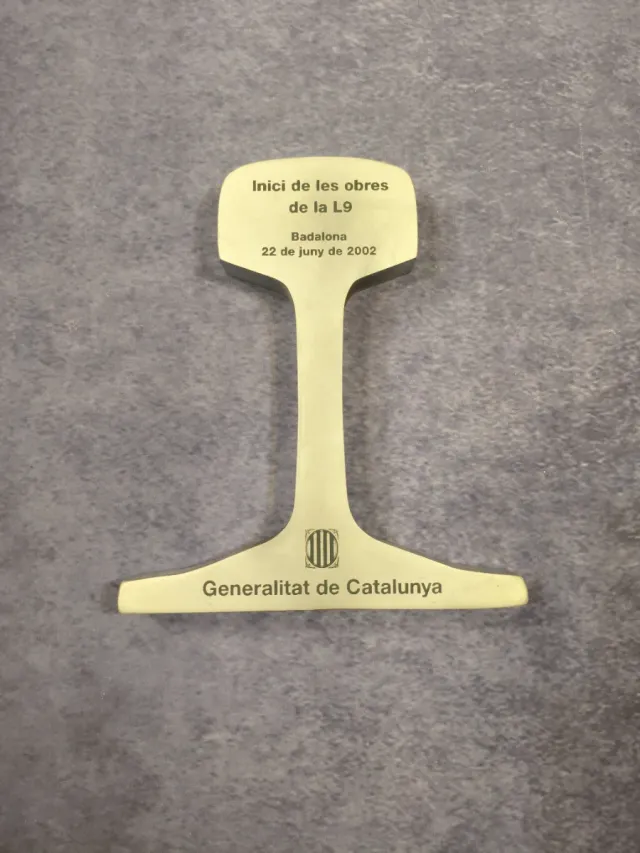 Inici de les obres
de la L9
Badalona
22 de juny de 2002
Generalitat de Catalunya